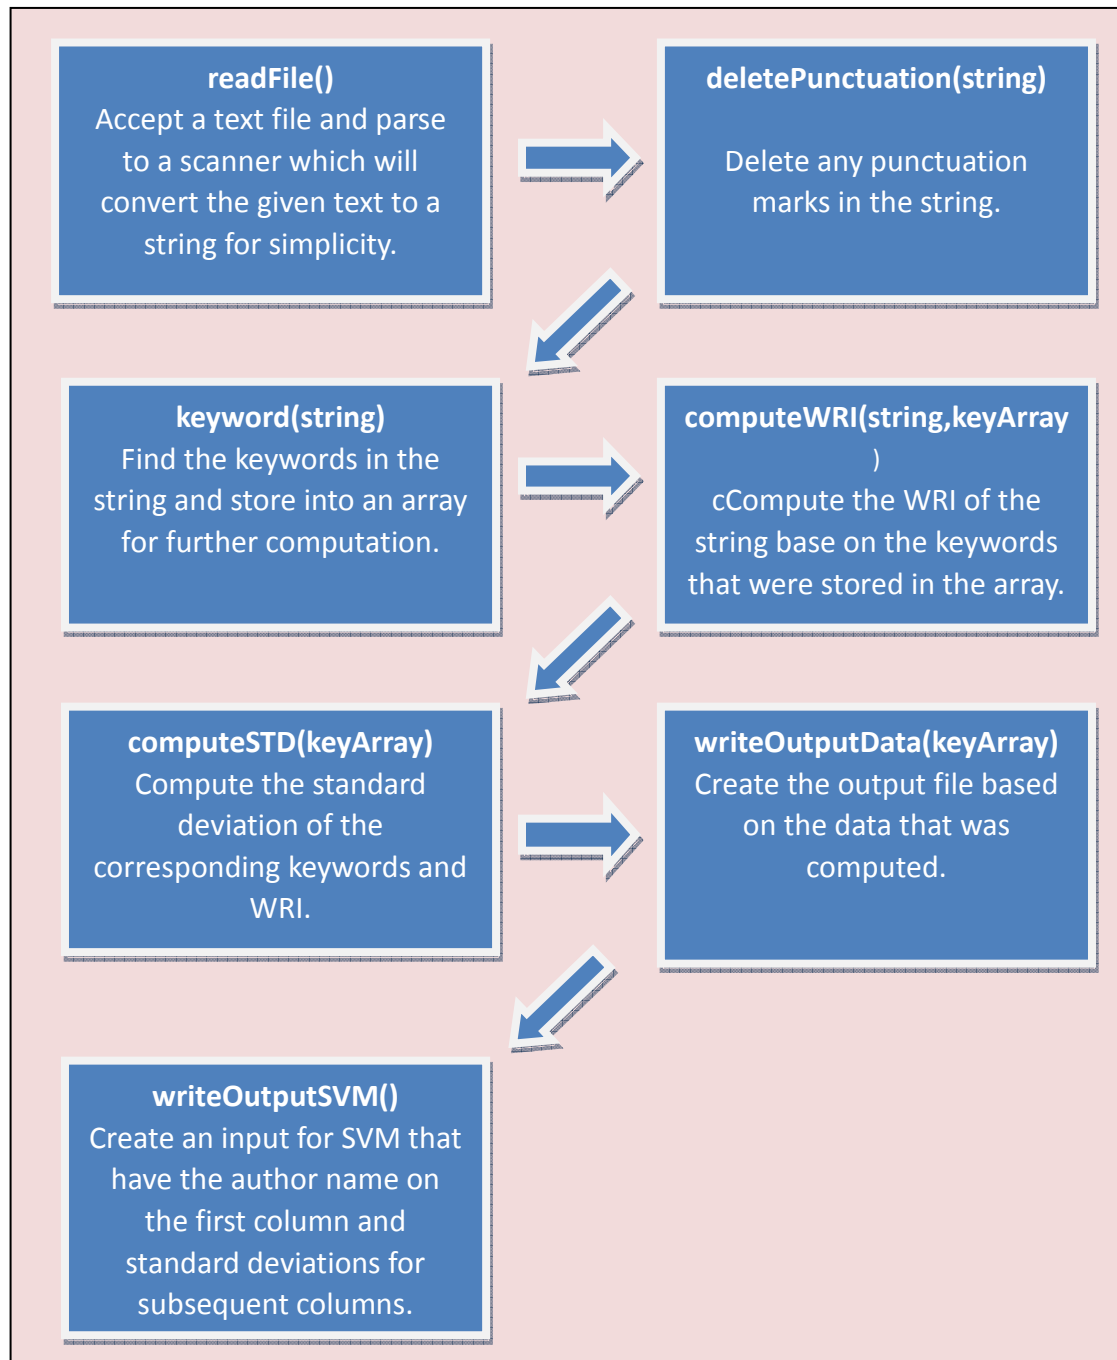 readFile()
Accept a text file and parse
to a scanner which will
convert the given text to a
string for simplicity.
deletePunctuation(string)
Delete any punctuation
marks in the string.
keyword(string)
Find the keywords in the
string and store into an array
for further computation.
computeWRI(string,keyArray
)
cCompute the WRI of the
string base on the keywords
that were stored in the array.
computeSTD(keyArray)
Compute the standard
deviation of the
corresponding keywords and
WRI.
writeOutputData(keyArray)
Create the output file based
on the data that was
computed.
writeOutputSVM()
Create an input for SVM that
have the author name on
the first column and
standard deviations for
subsequent columns.